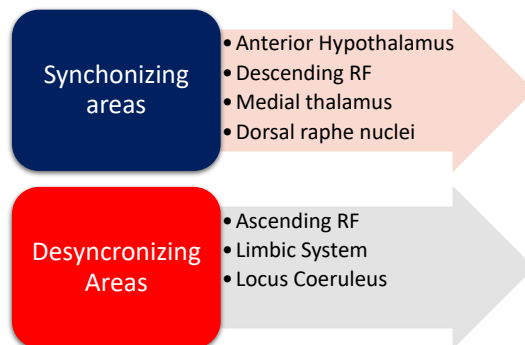 Synchonizing
areas
• Anterior Hypothalamus
• Descending RF
• Medial thalamus
• Dorsal raphe nuclei
Desyncronizing
Areas
• Ascending RF
• Limbic System
• Locus Coeruleus